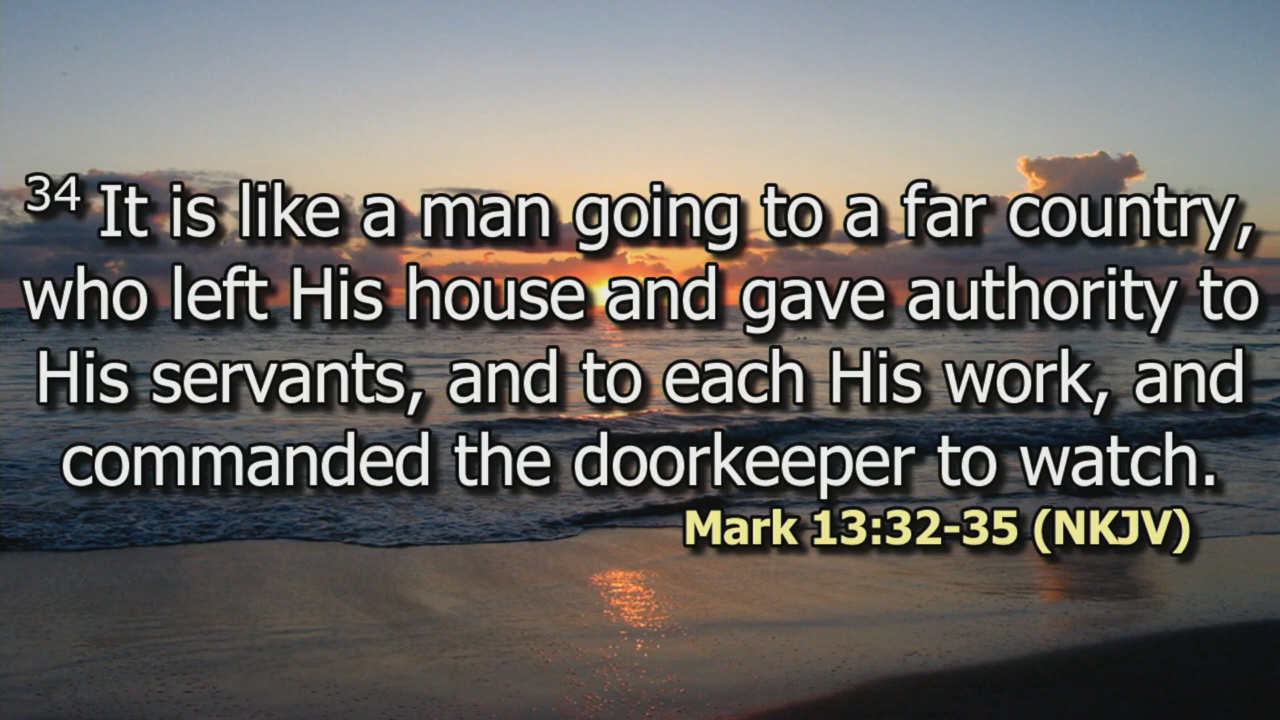 34 It is like a man going to a far country,
who left His house and gave authority to
His servants, and to each His work, and
commanded the doorkeeper to watch.
Mark 13:32-35 (NKJV)